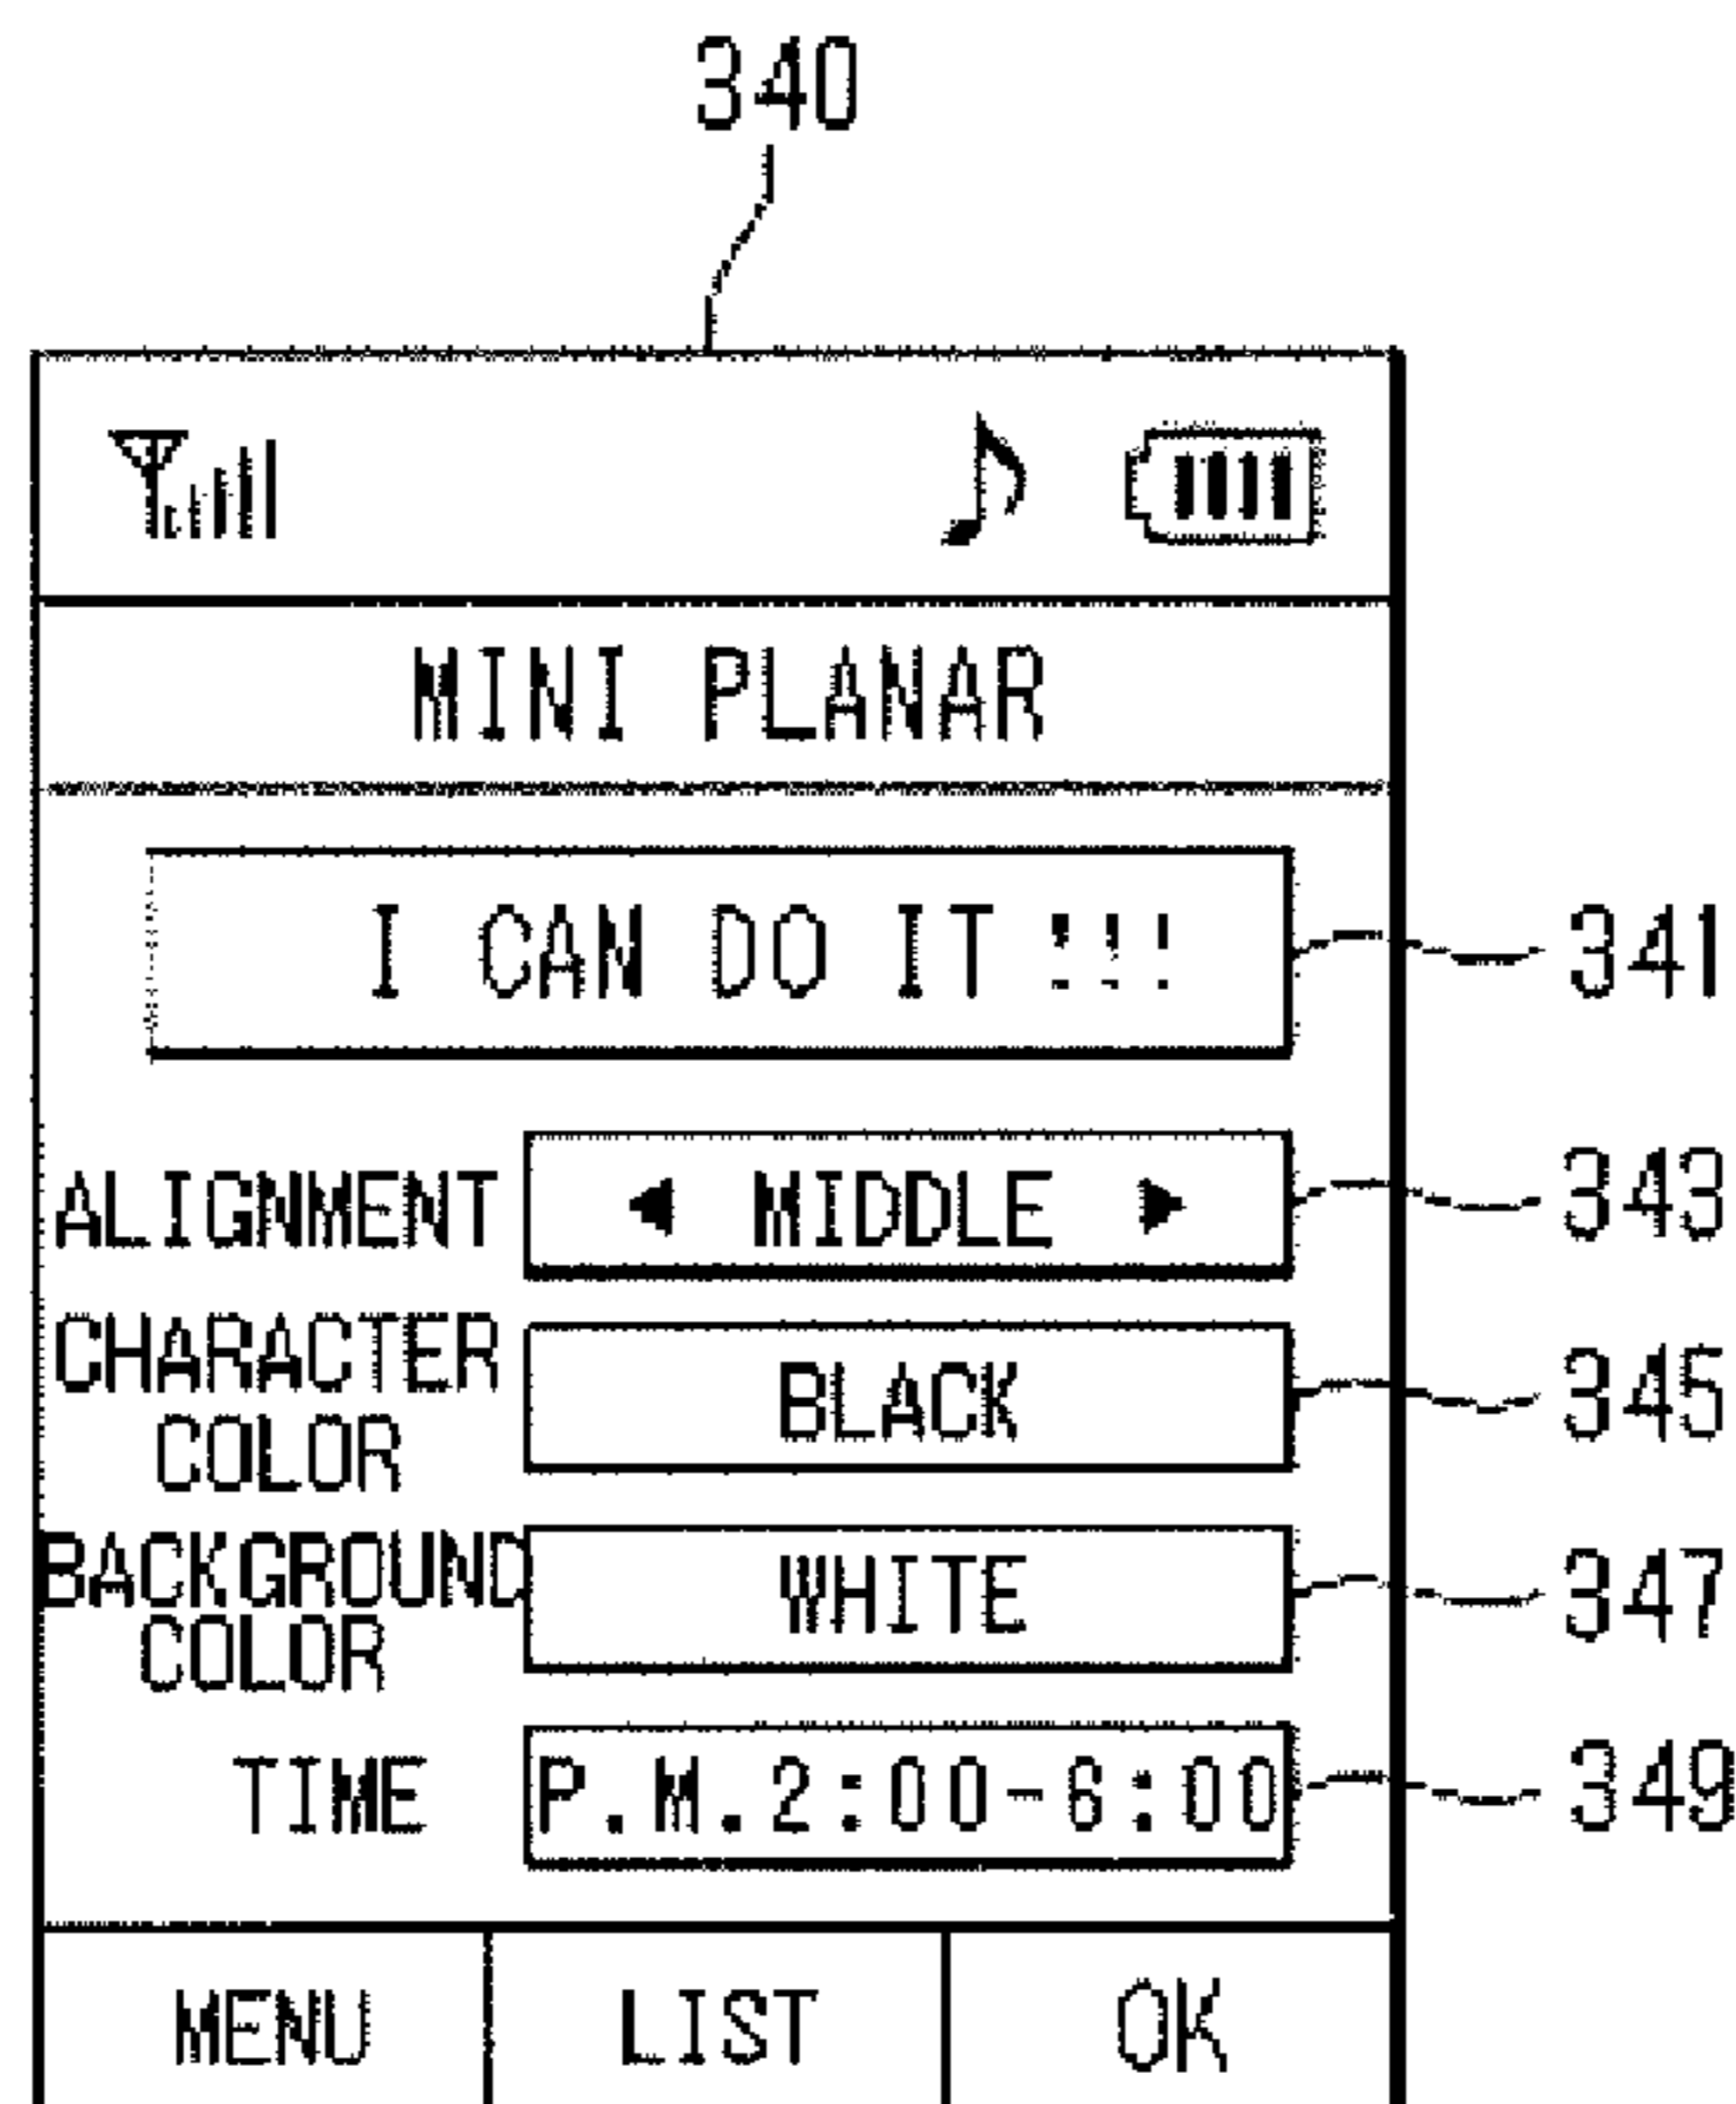 340
MINI PLANAR
I CAN DO IT !!! 341
ALIGNMENT ◀ MIDDLE ▶ 343
CHARACTER COLOR BLACK 345
BACKGROUND COLOR WHITE 347
TIME P.M.2:00-6:00 349
MENU LIST OK